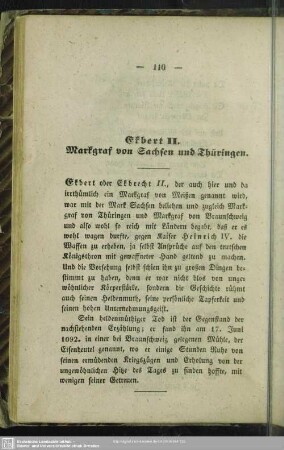 — 110 —
Ekbert II.
Markgraf von Sachsen und Thüringen.
Ekbert oder Ekbrecht II., der auch hier und da
irrthümlich ein Markgraf von Meißen genannt wird,
war mit der Mark Sachsen beliehen und zugleich Mark-
graf von Thüringen und Markgraf von Braunschweig
und also wohl so reich mit Ländern begabt, daß er es
wohl wagen durfte, gegen Kaiser Heinrich IV. die
Waffen zu erheben, ja selbst Ansprüche auf den teutschen
Königsthron mit gewaffneter Hand geltend zu machen.
Und die Vorsehung selbst schien ihn zu großen Dingen be-
stimmt zu haben, denn er war nicht blos von unge-
wöhnlicher Körperstärke, sondern die Geschichte rühmt
auch seinen Heldenmuth, seine persönliche Tapferkeit und
seinen hohen Unternehmungsgeist.
Sein heldenmüthiger Tod ist der Gegenstand der
nachstehenden Erzählung; er fand ihn am 17. Juni
1092. in einer bei Braunschweig gelegenen Mühle, der
Eisenbeutel genannt, wo er einige Stunden Ruhe von
seinen ermüdenden Kriegszügen und Erholung von der
ungewöhnlichen Hitze des Tages zu finden hoffte, mit
wenigen seiner Getreuen.